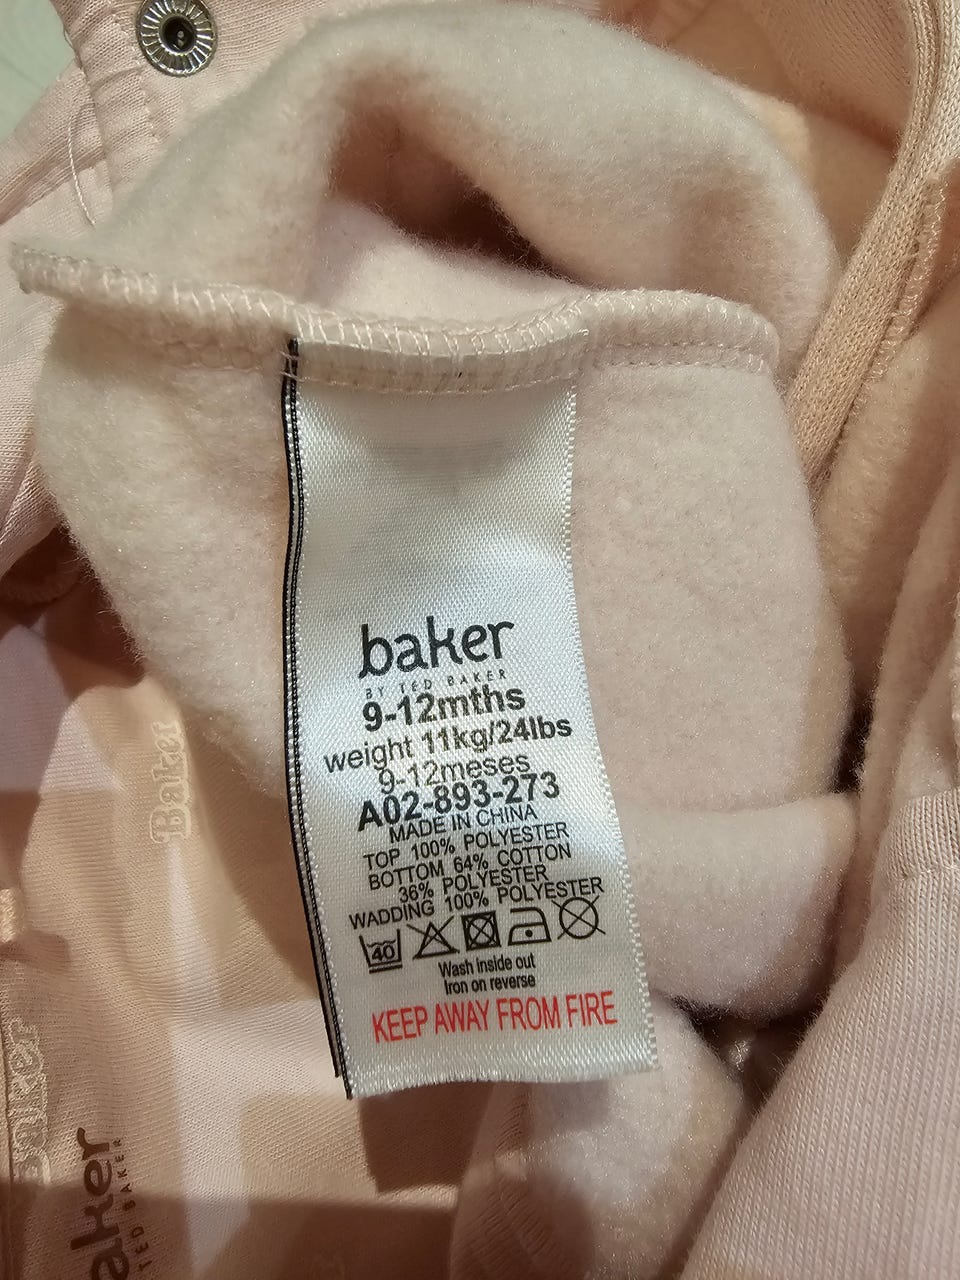 baker
BY TED BAKER
9-12mths
weight 11kg/24lbs
9-12meses
A02-893-273
MADE IN CHINA
TOP 100% POLYESTER
BOTTOM 64% COTTON
36% POLYESTER
WADDING 100% POLYESTER
40
Wash inside out
Iron on reverse
KEEP AWAY FROM FIRE
Baker
Baker
aker
TED BAKER